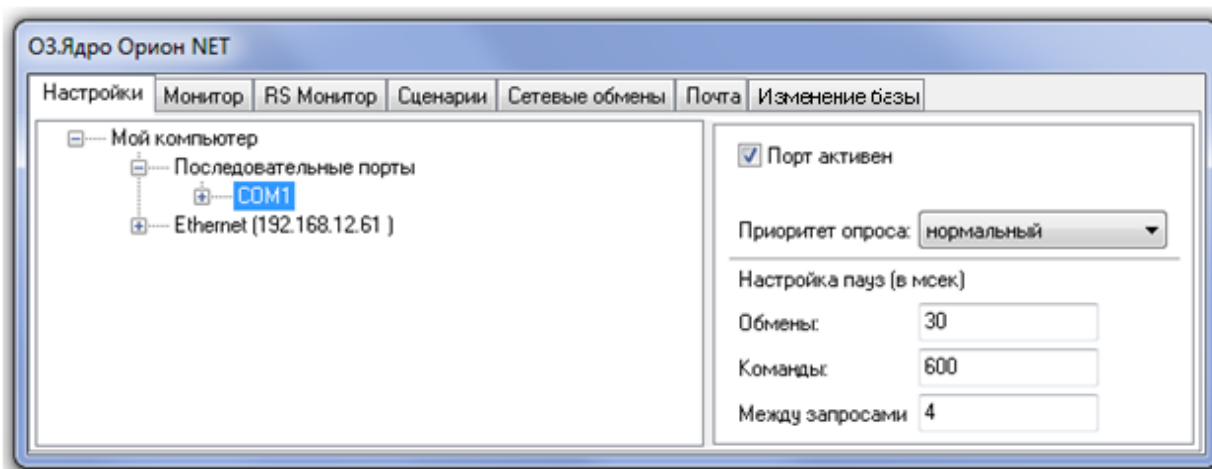 О3.Ядро Орион NET
Настройки Монитор RS Монитор Сценарии Сетевые обмены Почта Изменение базы
Мой компьютер
Последовательные порты
COM1
Ethernet (192.168.12.61 )
Порт активен
Приоритет опроса: нормальный
Настройка пауз (в мсек)
Обмены: 30
Команды: 600
Между запросами 4